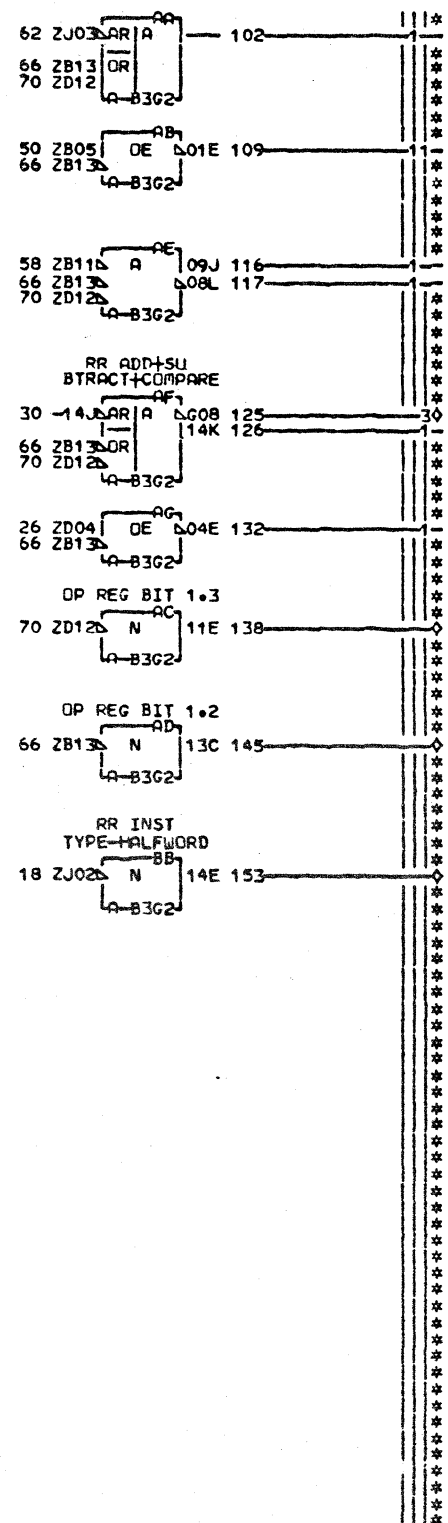 AA
62 ZJ03 AR A 102 1
66 ZB13 OR
70 ZD12
A B3G2
AB
50 ZB05 OE 01E 109 11
66 ZB13
A B3G2
AE
58 ZB11 A 09J 116 1
66 ZB13 08L 117 1
70 ZD12
A B3G2
RR ADD+SU
BTRACT+COMPARE
AF
30 -14J AR A G08 125 3
14K 126 1
66 ZB13 OR
70 ZD12
A B3G2
AG
26 ZD04 OE 04E 132 1
66 ZB13
A B3G2
OP REG BIT 1.3
AC
70 ZD12 N 11E 138
A B3G2
OP REG BIT 1.2
AD
66 ZB13 N 13C 145
A B3G2
RR INST
TYPE-HALFWORD
BB
18 ZJ02 N 14E 153
A B3G2